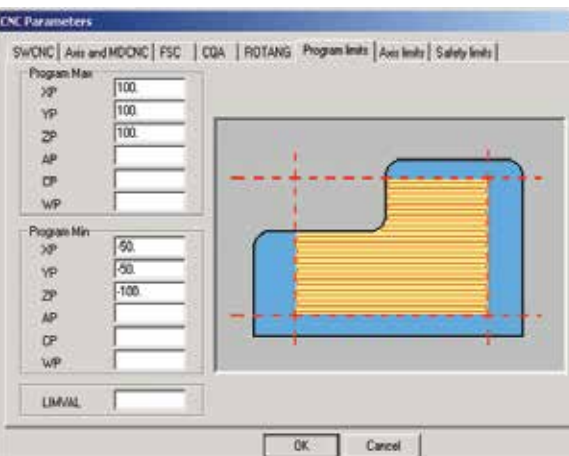 CNC Parameters
SWCNC Axis and MDCNC FSC CQA ROTANG Program limits Axis limits Safety limits
Program Max
XP 100.
YP 100.
ZP 100.
AP
CP
WP
Program Min
XP -50.
YP -50.
ZP -100.
AP
CP
WP
LIMVAL
OK Cancel